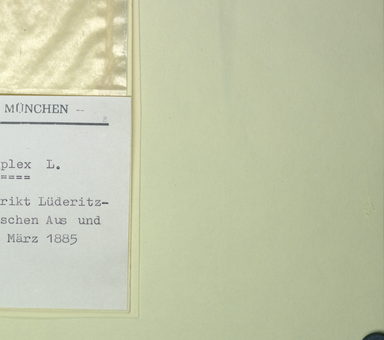 MÜNCHEN --
plex L.
====
rikt Lüderitz-
schen Aus und
März 1885